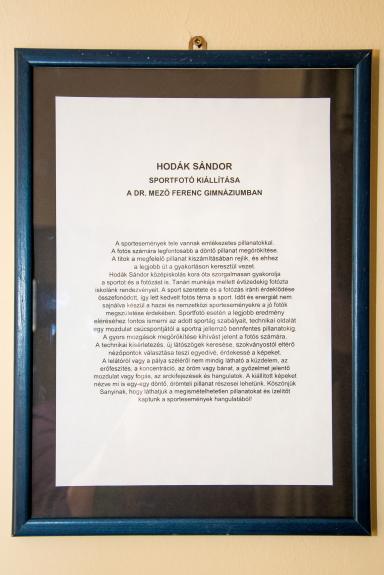 HODÁK SÁNDOR
SPORTFOTÓ KIÁLLÍTÁSA
A DR. MEZŐ FERENC GIMNÁZIUMBAN
A sportesemények tele vannak emlékezetes pillanatokkal.
A fotós számára legfontosabb a döntő pillanat megörökítése.
A titok a megfelelő pillanat kiszámításában rejlik, és ehhez
a legjobb út a gyakorláson keresztül vezet.
Hodák Sándor középiskolás kora óta szorgalmasan gyakorolja
a sportot és a fotózást is. Tanári munkája mellett évtizedekig fotózta
iskolánk rendezvényeit. A sport szeretete és a fotózás iránti érdeklődése
összefonódott, így lett kedvelt fotós téma a sport. Időt és energiát nem
sajnálva készül a hazai és nemzetközi sporteseményekre a jó fotók
megszületése érdekében. Sportfotó esetén a legjobb eredmény
eléréséhez fontos ismerni az adott sportág szabályait, technikai oldalát
egy mozdulat csúcspontjától a sportra jellemző bennfentes pillanatokig.
A gyors mozgások megörökítése kihívást jelent a fotós számára.
A technikai kísérletezés, új látószögek keresése, szokványostól eltérő
nézőpontok választása teszi egyedivé, érdekessé a képeket.
A lelátóról vagy a pálya széléről nem mindig látható a küzdelem, az
erőfeszítés, a koncentráció, az öröm vagy bánat, a győzelmet jelentő
mozdulat vagy fogás, az arckifejezések és hangulatok. A kiállított képeket
nézve mi is egy-egy döntő, örömteli pillanat részesei lehetünk. Köszönjük
Sanyinak, hogy láthatjuk a megismételhetetlen pillanatokat és ízelítőt
kaptunk a sportesemények hangulatából!